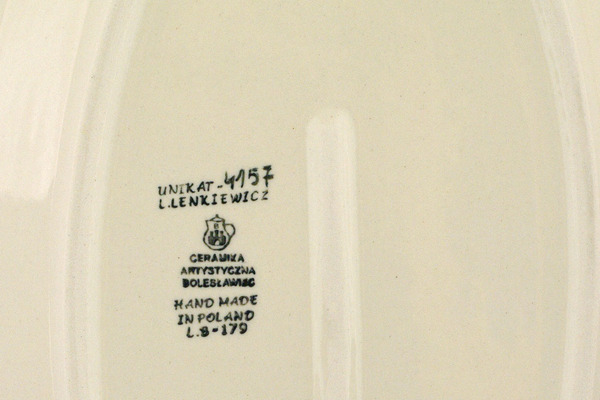 UNIKAT-4157
L.LENKIEWICZ
CERAMIKA
ARTYSTYCZNA
BOLESŁAWIEC
HAND MADE
IN POLAND
L.B-179